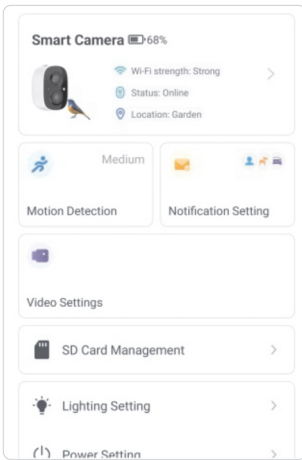 Smart Camera 68%
Wi-Fi strength: Strong
Status: Online
Location: Garden
Medium
Motion Detection
Notification Setting
Video Settings
SD Card Management
Lighting Setting
Power Setting